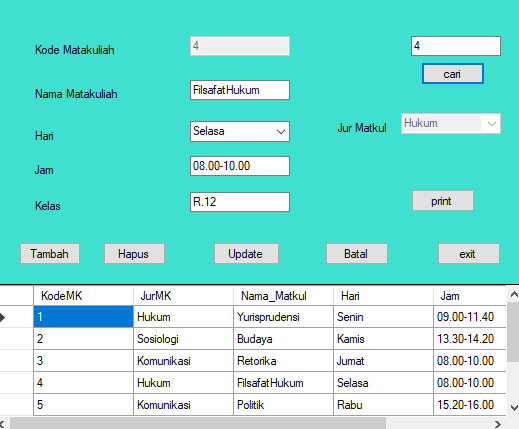 Kode Matakuliah 4 4
cari
Nama Matakuliah FilsafatHukum
Hari Selasa Jur Matkul Hukum
Jam 08.00-10.00
Kelas R.12 print
Tambah Hapus Update Batal exit
KodeMK JurMK Nama_Matkul Hari Jam
1 Hukum Yurisprudensi Senin 09.00-11.40
2 Sosiologi Budaya Kamis 13.30-14.20
3 Komunikasi Retorika Jumat 08.00-10.00
4 Hukum FilsafatHukum Selasa 08.00-10.00
5 Komunikasi Politik Rabu 15.20-16.00